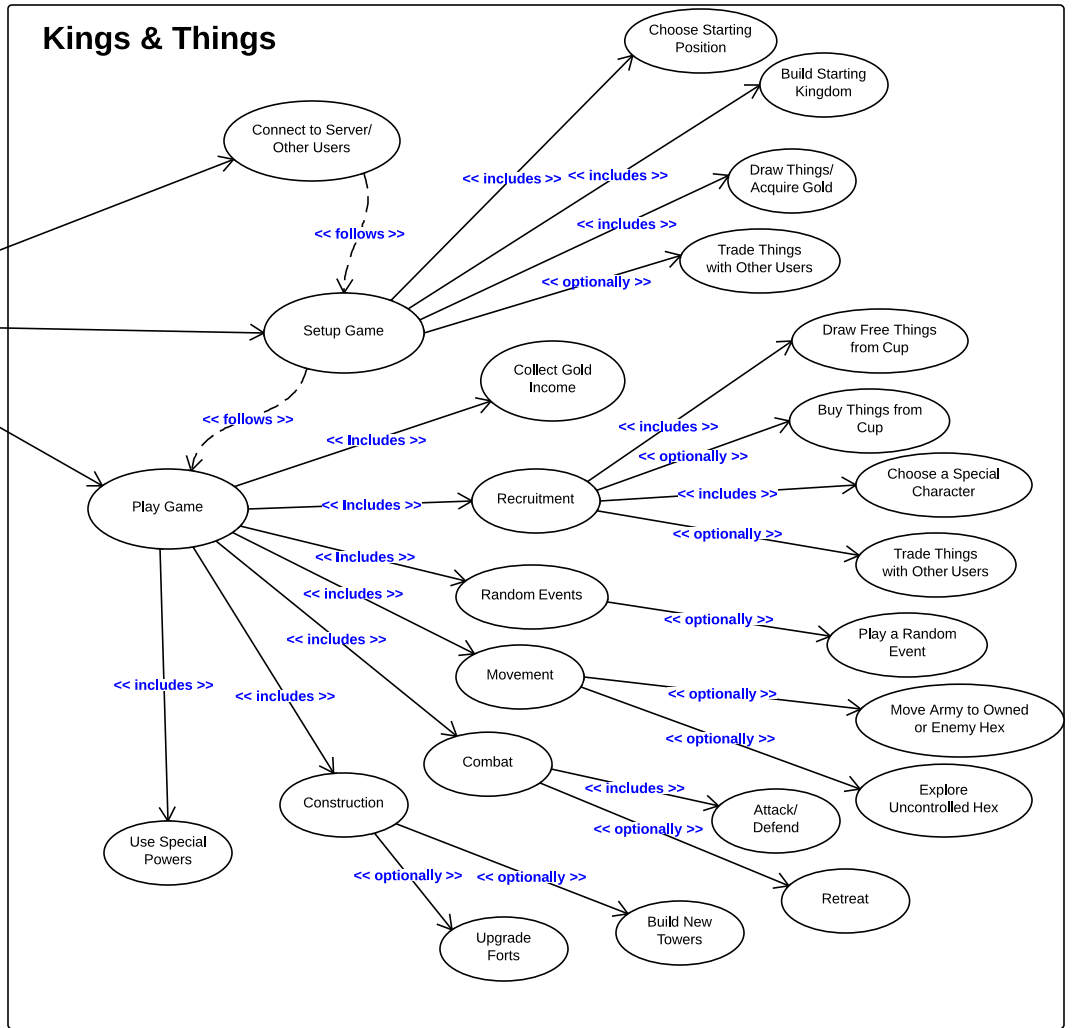 Kings & Things
Choose Starting
Position
Build Starting
Kingdom
Connect to Server/
Other Users
Draw Things/
Acquire Gold
<< includes >>
<< includes >>
<< includes >>
<< follows >>
Trade Things
with Other Users
<< optionally >>
Setup Game
Draw Free Things
from Cup
Collect Gold
Income
<< follows >>
<< Includes >>
<< includes >>
Buy Things from
Cup
<< optionally >>
Play Game
<< Includes >>
Recruitment
<< includes >>
Choose a Special
Character
<< optionally >>
Trade Things
with Other Users
<< Includes >>
<< includes >>
Random Events
<< optionally >>
Play a Random
Event
<< includes >>
Movement
<< includes >>
<< includes >>
<< optionally >>
Move Army to Owned
or Enemy Hex
<< optionally >>
Combat
<< includes >>
Explore
Uncontrolled Hex
Construction
Attack/
Defend
<< optionally >>
Use Special
Powers
<< optionally >>
<< optionally >>
Retreat
Upgrade
Forts
Build New
Towers